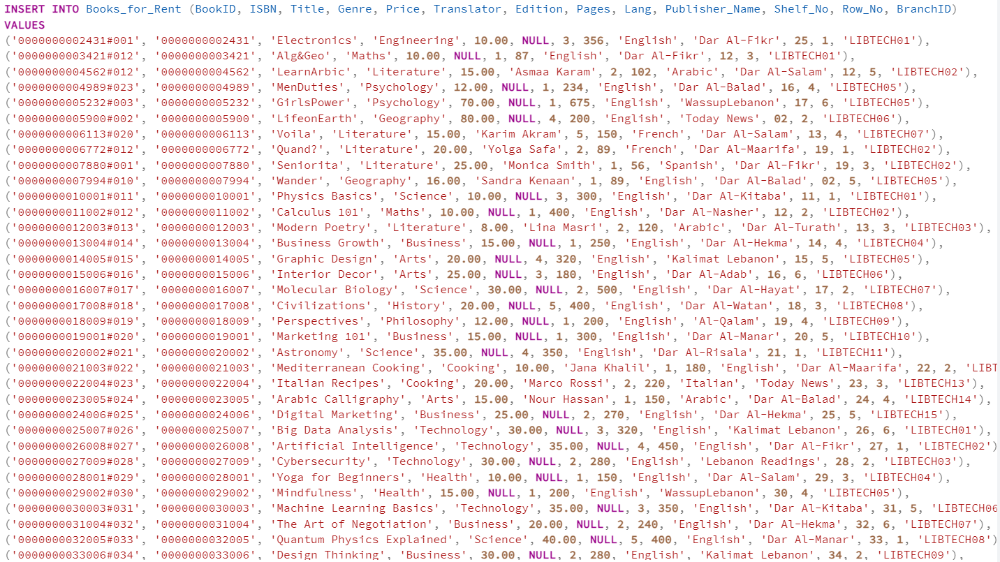 INSERT INTO Books_for_Rent (BookID, ISBN, Title, Genre, Price, Translator, Edition, Pages, Lang, Publisher_Name, Shelf_No, Row_No, BranchID)
VALUES
('0000000002431#001', '0000000002431', 'Electronics', 'Engineering', 10.00, NULL, 3, 356, 'English', 'Dar Al-Fikr', 25, 1, 'LIBTECH01'),
('0000000003421#012', '0000000003421', 'Alg&Geo', 'Maths', 10.00, NULL, 1, 87, 'English', 'Dar Al-Fikr', 12, 3, 'LIBTECH01'),
('0000000004562#012', '0000000004562', 'LearnArbic', 'Literature', 15.00, 'Asmaa Karam', 2, 102, 'Arabic', 'Dar Al-Salam', 12, 5, 'LIBTECH02'),
('0000000004989#023', '0000000004989', 'MenDuties', 'Psychology', 12.00, NULL, 1, 234, 'English', 'Dar Al-Balad', 16, 4, 'LIBTECH05'),
('0000000005232#003', '0000000005232', 'GirlsPower', 'Psychology', 70.00, NULL, 1, 675, 'English', 'WassupLebanon', 17, 6, 'LIBTECH05'),
('0000000005900#002', '0000000005900', 'LifeonEarth', 'Geography', 80.00, NULL, 4, 200, 'English', 'Today News', 02, 2, 'LIBTECH06'),
('0000000006113#020', '0000000006113', 'Voila', 'Literature', 15.00, 'Karim Akram', 5, 150, 'French', 'Dar Al-Salam', 13, 4, 'LIBTECH07'),
('0000000006772#012', '0000000006772', 'Quand?', 'Literature', 20.00, 'Yolga Safa', 2, 89, 'French', 'Dar Al-Maarifa', 19, 1, 'LIBTECH02'),
('0000000007880#001', '0000000007880', 'Seniorita', 'Literature', 25.00, 'Monica Smith', 1, 56, 'Spanish', 'Dar Al-Fikr', 19, 3, 'LIBTECH02'),
('0000000007994#010', '0000000007994', 'Wander', 'Geography', 16.00, 'Sandra Kenaan', 1, 89, 'English', 'Dar Al-Balad', 02, 5, 'LIBTECH05'),
('0000000010001#011', '0000000010001', 'Physics Basics', 'Science', 10.00, NULL, 3, 300, 'English', 'Dar Al-Kitaba', 11, 1, 'LIBTECH01'),
('0000000011002#012', '0000000011002', 'Calculus 101', 'Maths', 10.00, NULL, 1, 400, 'English', 'Dar Al-Nasher', 12, 2, 'LIBTECH02'),
('0000000012003#013', '0000000012003', 'Modern Poetry', 'Literature', 8.00, 'Lina Masri', 2, 120, 'Arabic', 'Dar Al-Turath', 13, 3, 'LIBTECH03'),
('0000000013004#014', '0000000013004', 'Business Growth', 'Business', 15.00, NULL, 1, 250, 'English', 'Dar Al-Hekma', 14, 4, 'LIBTECH04'),
('0000000014005#015', '0000000014005', 'Graphic Design', 'Arts', 20.00, NULL, 4, 320, 'English', 'Kalimat Lebanon', 15, 5, 'LIBTECH05'),
('0000000015006#016', '0000000015006', 'Interior Decor', 'Arts', 25.00, NULL, 3, 180, 'English', 'Dar Al-Adab', 16, 6, 'LIBTECH06'),
('0000000016007#017', '0000000016007', 'Molecular Biology', 'Science', 30.00, NULL, 2, 500, 'English', 'Dar Al-Hayat', 17, 2, 'LIBTECH07'),
('0000000017008#018', '0000000017008', 'Civilizations', 'History', 20.00, NULL, 5, 400, 'English', 'Dar Al-Watan', 18, 3, 'LIBTECH08'),
('0000000018009#019', '0000000018009', 'Perspectives', 'Philosophy', 12.00, NULL, 1, 200, 'English', 'Al-Qalam', 19, 4, 'LIBTECH09'),
('0000000019001#020', '0000000019001', 'Marketing 101', 'Business', 15.00, NULL, 1, 300, 'English', 'Dar Al-Manar', 20, 5, 'LIBTECH10'),
('0000000020002#021', '0000000020002', 'Astronomy', 'Science', 35.00, NULL, 4, 350, 'English', 'Dar Al-Risala', 21, 1, 'LIBTECH11'),
('0000000021003#022', '0000000021003', 'Mediterranean Cooking', 'Cooking', 10.00, 'Jana Khalil', 1, 180, 'English', 'Dar Al-Maarifa', 22, 2, 'LIBT
('0000000022004#023', '0000000022004', 'Italian Recipes', 'Cooking', 20.00, 'Marco Rossi', 2, 220, 'Italian', 'Today News', 23, 3, 'LIBTECH13'),
('0000000023005#024', '0000000023005', 'Arabic Calligraphy', 'Arts', 15.00, 'Nour Hassan', 1, 150, 'Arabic', 'Dar Al-Balad', 24, 4, 'LIBTECH14'),
('0000000024006#025', '0000000024006', 'Digital Marketing', 'Business', 25.00, NULL, 2, 270, 'English', 'Dar Al-Hekma', 25, 5, 'LIBTECH15'),
('0000000025007#026', '0000000025007', 'Big Data Analysis', 'Technology', 30.00, NULL, 3, 320, 'English', 'Kalimat Lebanon', 26, 6, 'LIBTECH01'),
('0000000026008#027', '0000000026008', 'Artificial Intelligence', 'Technology', 35.00, NULL, 4, 450, 'English', 'Dar Al-Fikr', 27, 1, 'LIBTECH02')
('0000000027009#028', '0000000027009', 'Cybersecurity', 'Technology', 30.00, NULL, 2, 280, 'English', 'Lebanon Readings', 28, 2, 'LIBTECH03'),
('0000000028001#029', '0000000028001', 'Yoga for Beginners', 'Health', 10.00, NULL, 1, 150, 'English', 'Dar Al-Salam', 29, 3, 'LIBTECH04'),
('0000000029002#030', '0000000029002', 'Mindfulness', 'Health', 15.00, NULL, 1, 200, 'English', 'WassupLebanon', 30, 4, 'LIBTECH05'),
('0000000030003#031', '0000000030003', 'Machine Learning Basics', 'Technology', 35.00, NULL, 3, 350, 'English', 'Dar Al-Kitaba', 31, 5, 'LIBTECH06
('0000000031004#032', '0000000031004', 'The Art of Negotiation', 'Business', 20.00, NULL, 2, 240, 'English', 'Dar Al-Hekma', 32, 6, 'LIBTECH07'),
('0000000032005#033', '0000000032005', 'Quantum Physics Explained', 'Science', 40.00, NULL, 5, 400, 'English', 'Dar Al-Manar', 33, 1, 'LIBTECH08')
('0000000033006#034', '0000000033006', 'Design Thinking', 'Business', 30.00, NULL, 2, 280, 'English', 'Kalimat Lebanon', 34, 2, 'LIBTECH09'),